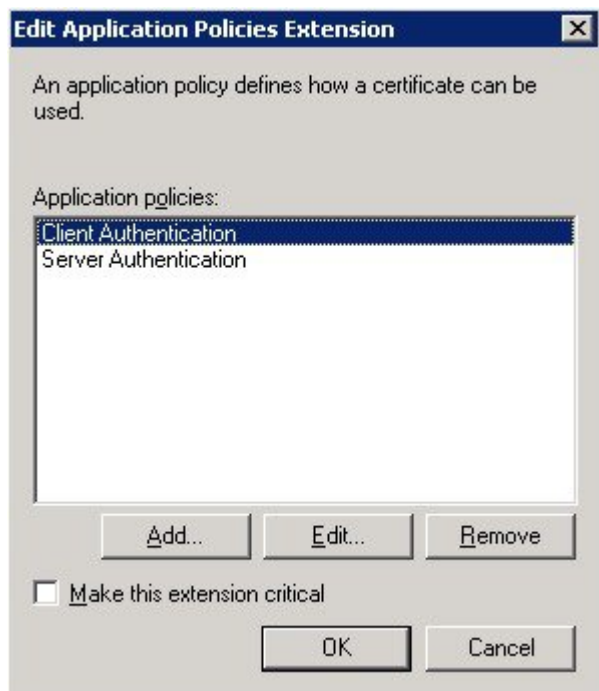 Edit Application Policies Extension
An application policy defines how a certificate can be
used.
Application policies:
Client Authentication
Server Authentication
Add... Edit... Remove
Make this extension critical
OK Cancel